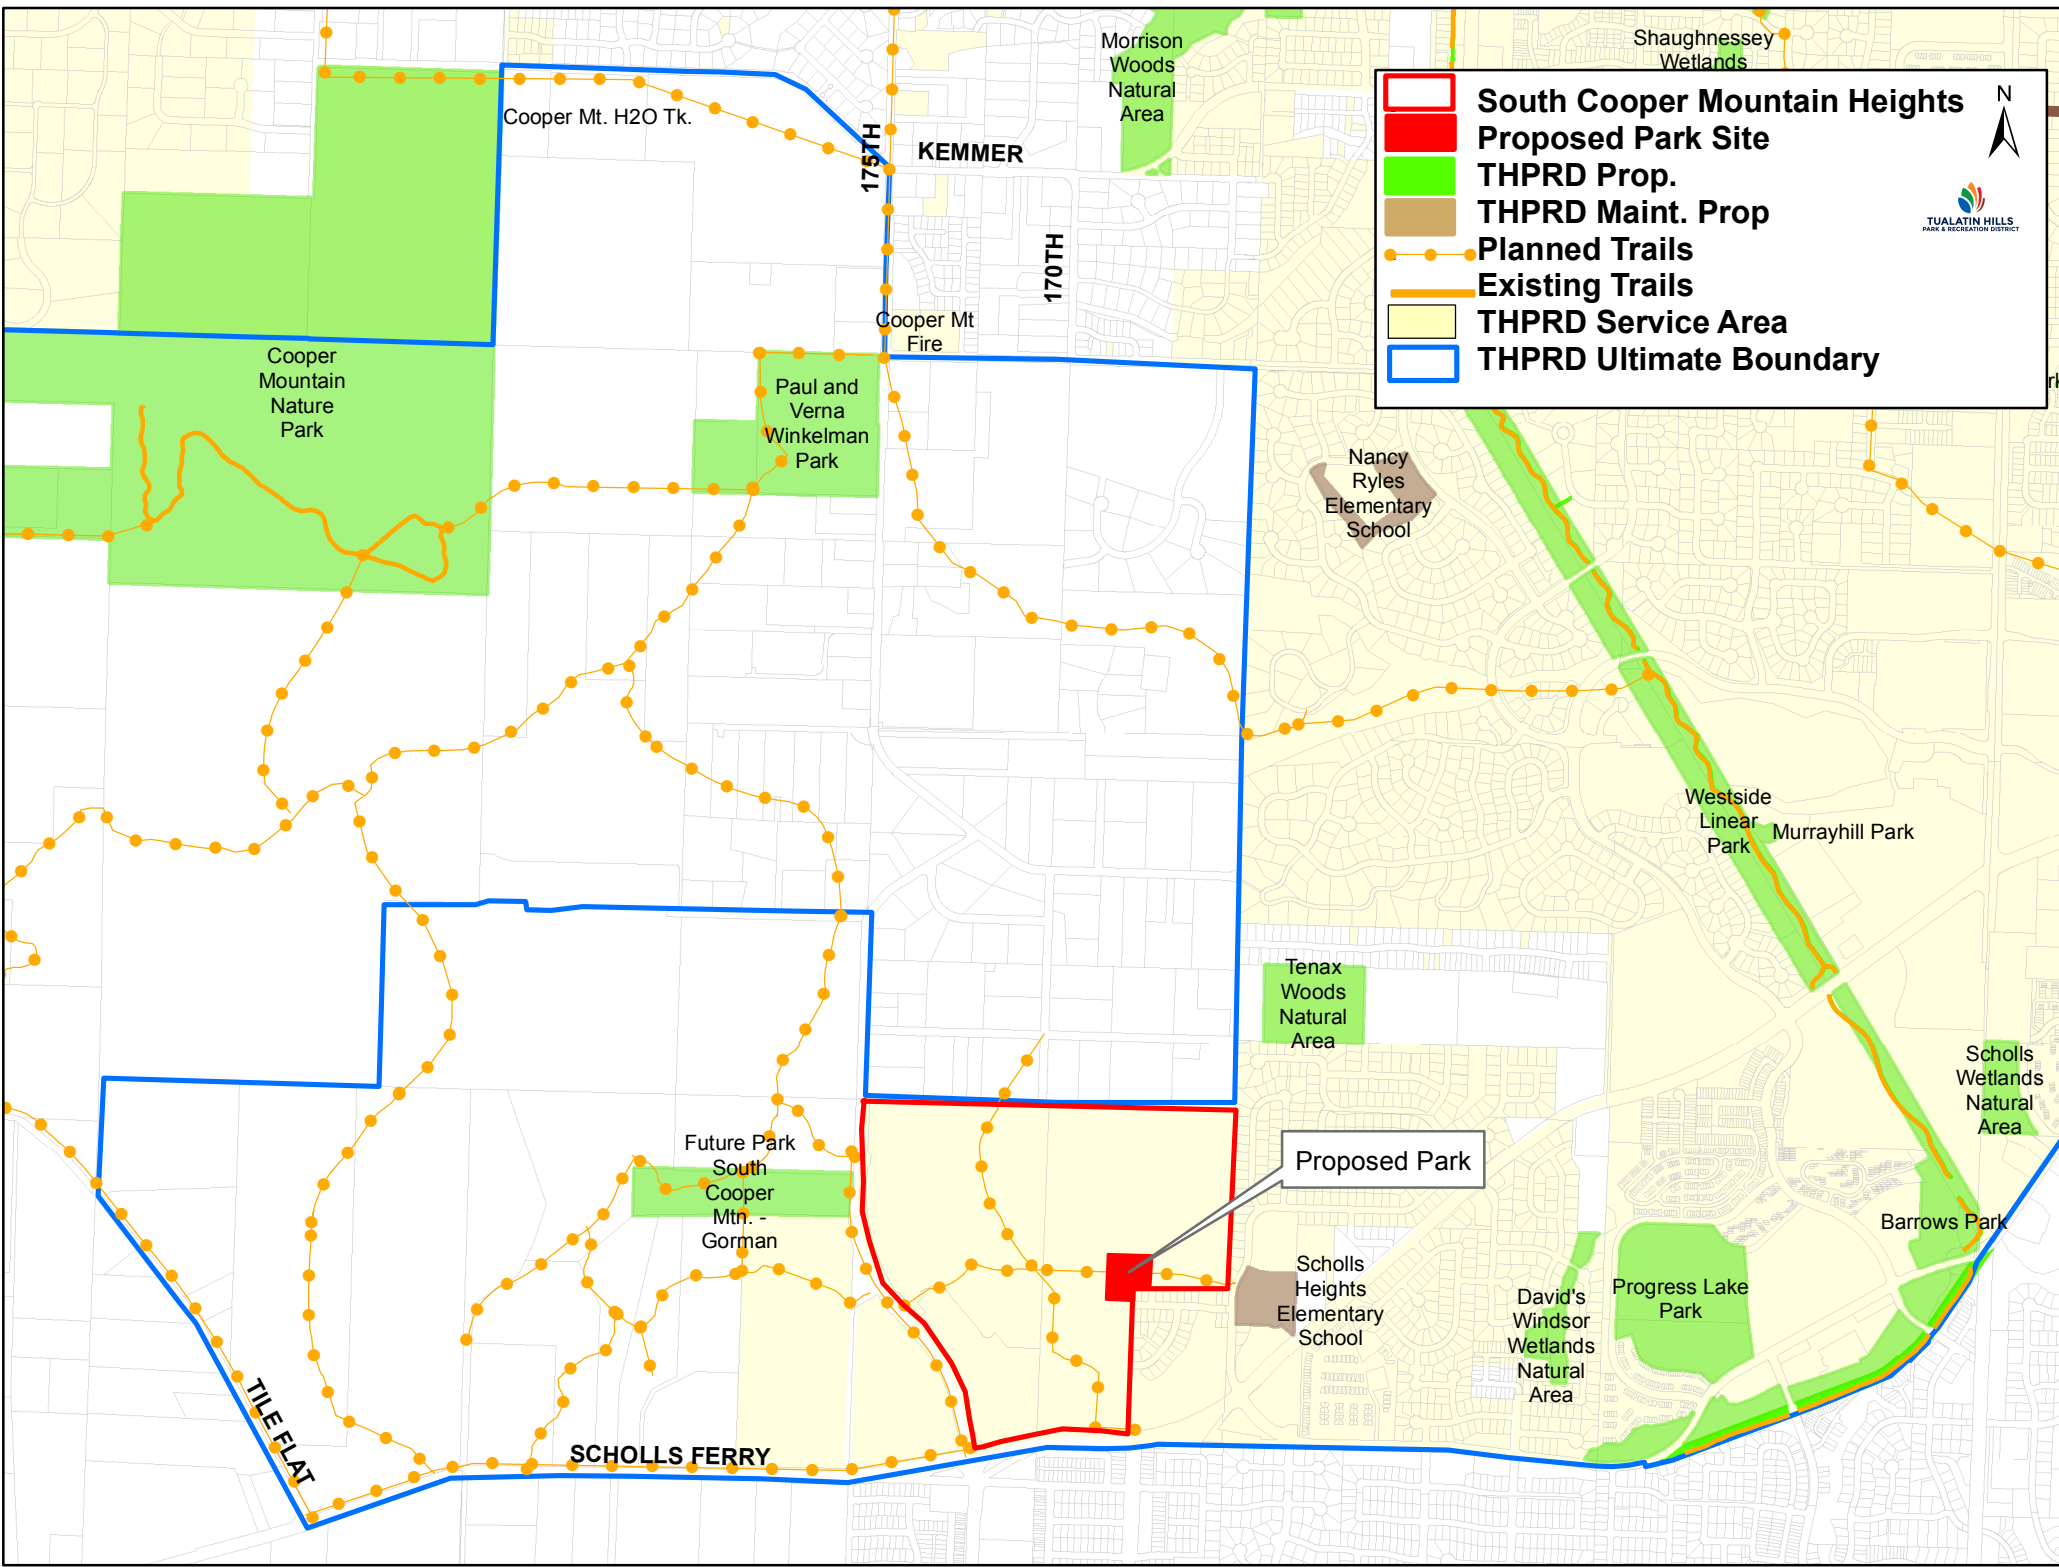 Morrison
Woods
Natural
Area
Shaughnessey
Wetlands
South Cooper Mountain Heights
Proposed Park Site
THPRD Prop.
THPRD Maint. Prop
Planned Trails
Existing Trails
THPRD Service Area
THPRD Ultimate Boundary
N
TUALATIN HILLS
PARK & RECREATION DISTRICT
Cooper Mt. H2O Tk.
175TH
KEMMER
170TH
Cooper Mt
Fire
Cooper
Mountain
Nature
Park
Paul and
Verna
Winkelman
Park
Nancy
Ryles
Elementary
School
Westside
Linear
Park
Murrayhill Park
Tenax
Woods
Natural
Area
Scholls
Wetlands
Natural
Area
Future Park
South
Cooper
Mtn. -
Gorman
Proposed Park
Barrows Park
Scholls
Heights
Elementary
School
David's
Windsor
Wetlands
Natural
Area
Progress Lake
Park
TILE FLAT
SCHOLLS FERRY